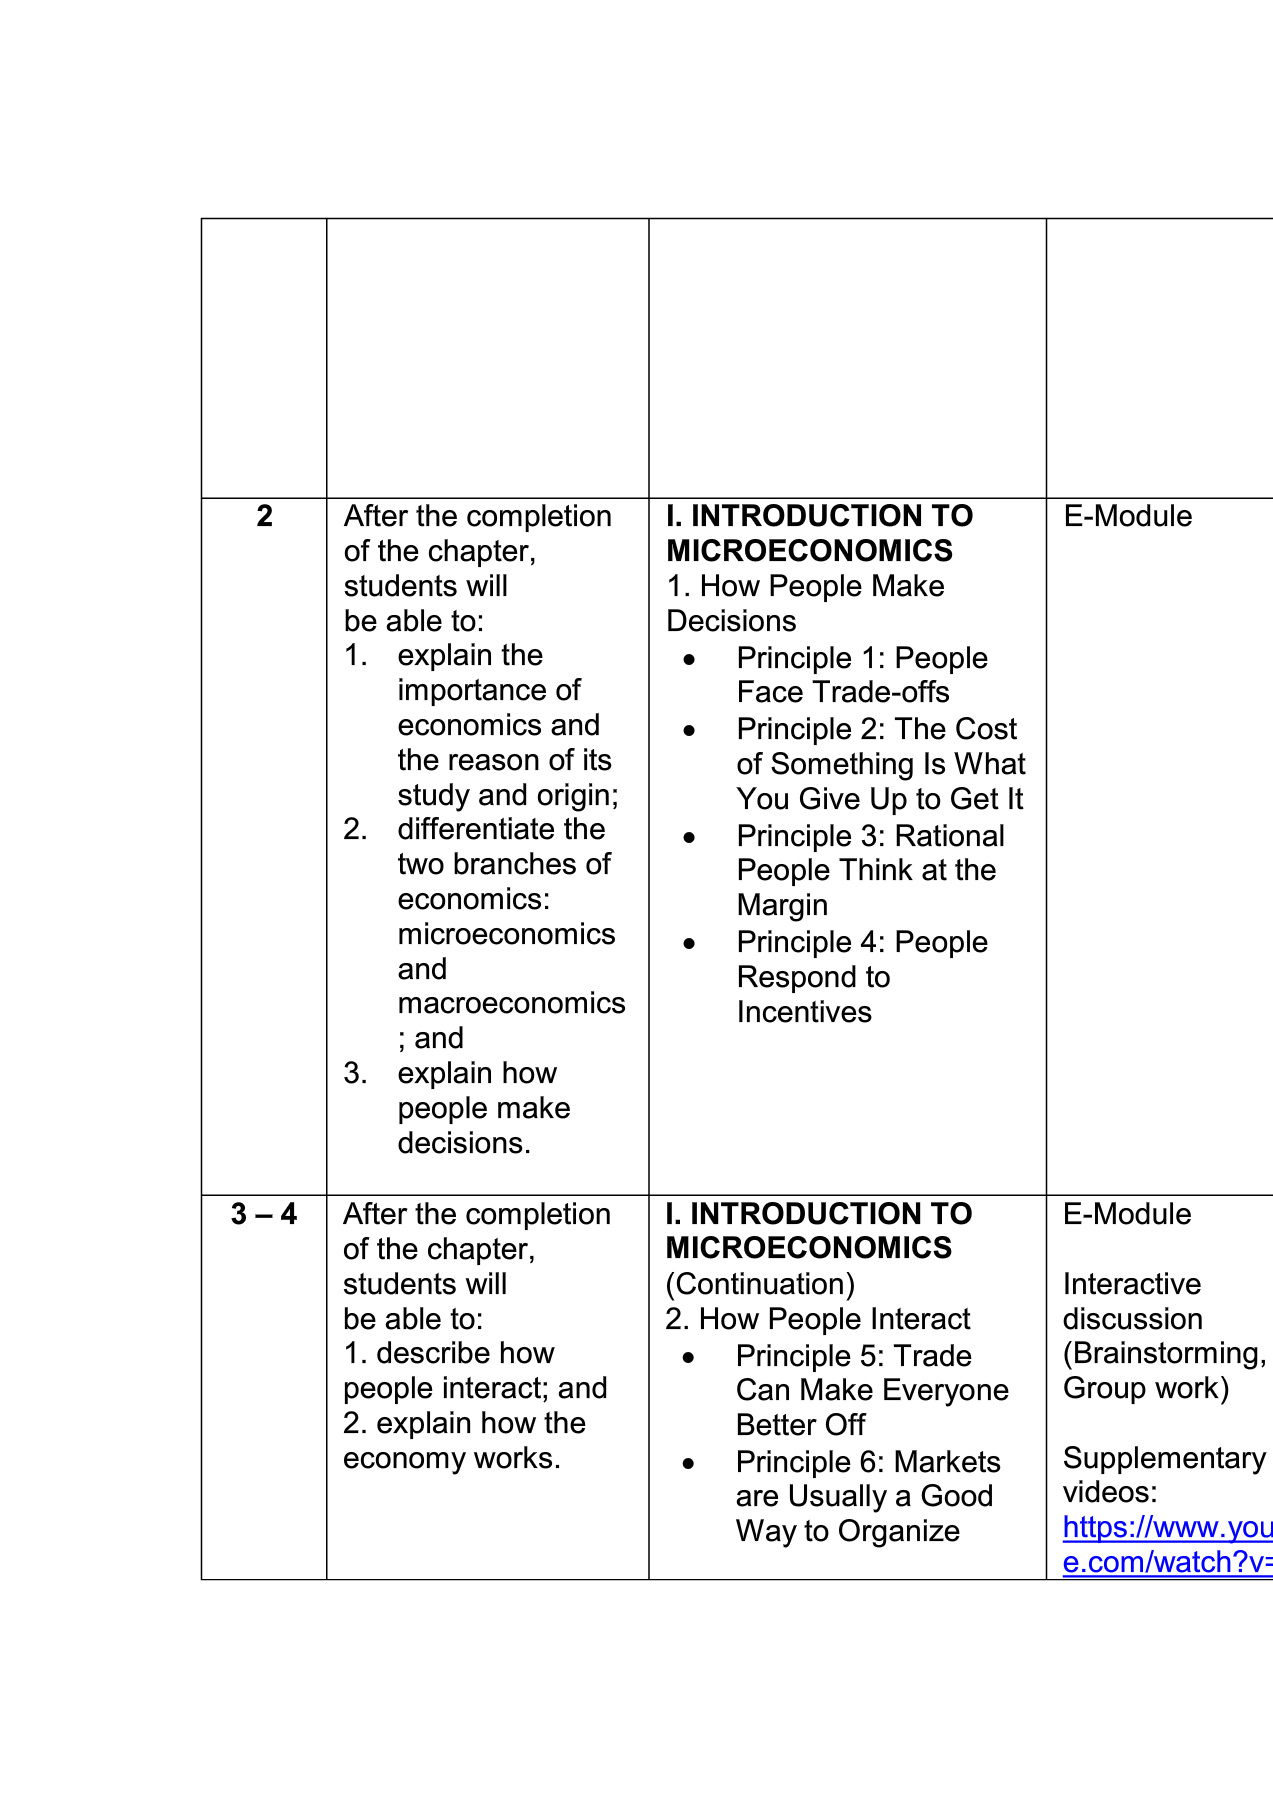 2
After the completion
of the chapter,
students will
be able to:
1. explain the
importance of
economics and
the reason of its
study and origin;
2. differentiate the
two branches of
economics:
microeconomics
and
macroeconomics
; and
3. explain how
people make
decisions.
I. INTRODUCTION TO
MICROECONOMICS
1. How People Make
Decisions
• Principle 1: People
Face Trade-offs
• Principle 2: The Cost
of Something Is What
You Give Up to Get It
• Principle 3: Rational
People Think at the
Margin
• Principle 4: People
Respond to
Incentives
E-Module
3 – 4
After the completion
of the chapter,
students will
be able to:
1. describe how
people interact; and
2. explain how the
economy works.
I. INTRODUCTION TO
MICROECONOMICS
(Continuation)
2. How People Interact
• Principle 5: Trade
Can Make Everyone
Better Off
• Principle 6: Markets
are Usually a Good
Way to Organize
E-Module
Interactive
discussion
(Brainstorming,
Group work)
Supplementary
videos:
https://www.you
e.com/watch?v=